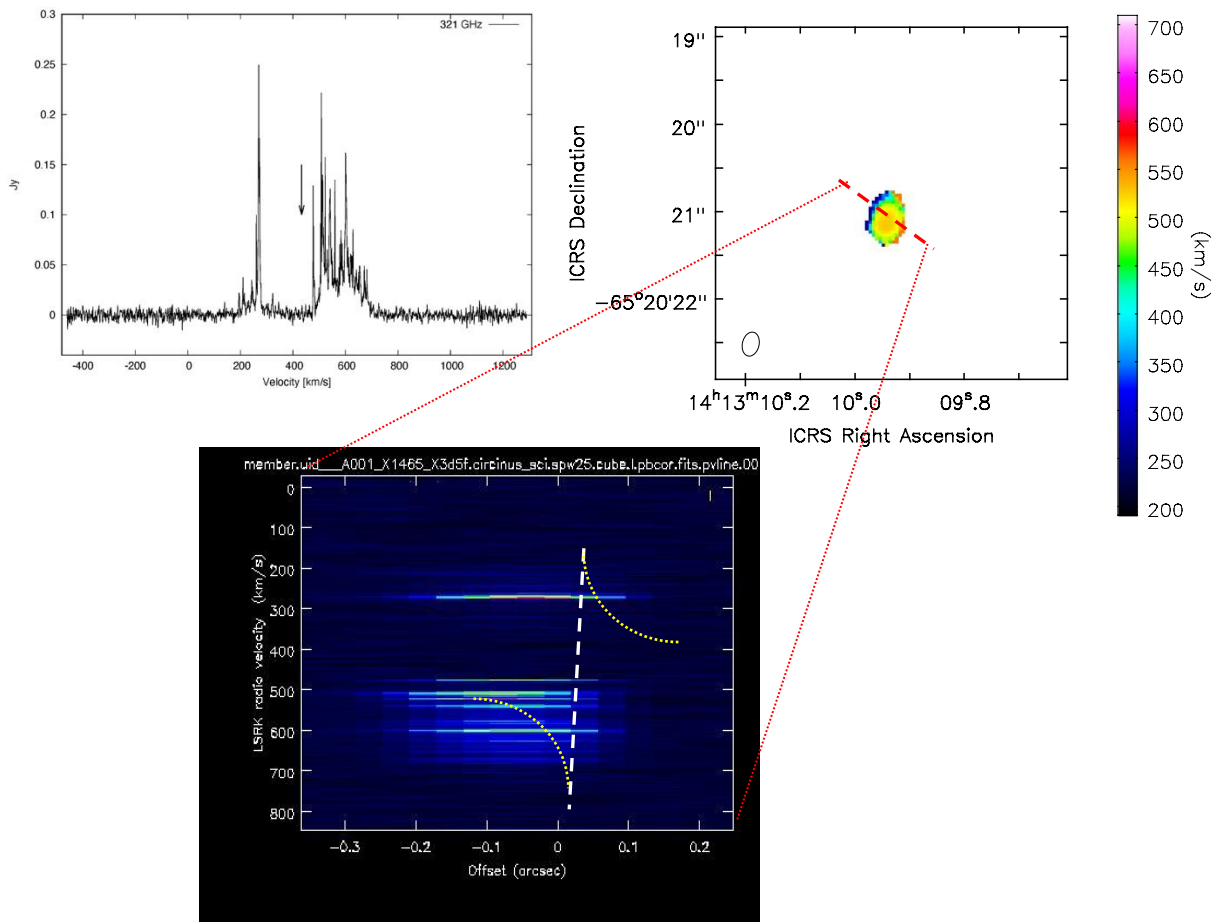 321 GHz
0.3
0.25
0.2
0.15
0.1
0.05
0
Jy
-400 -200 0 200 400 600 800 1000 1200
Velocity [km/s]
19"
20"
21"
−65°20'22"
ICRS Declination
14ʰ13ᵐ10ˢ.2 10ˢ.0 09ˢ.8
ICRS Right Ascension
700
650
600
550
500
450
400
350
300
250
200
(km/s)
member.uid___A001_X1465_X3d5f.circinus_sci.spw25.cube.I.pbcor.fits.pvline.00
I
0
100
200
300
400
500
600
700
800
LSRK radio velocity (km/s)
−0.3 −0.2 −0.1 0 0.1 0.2
Offset (arcsec)